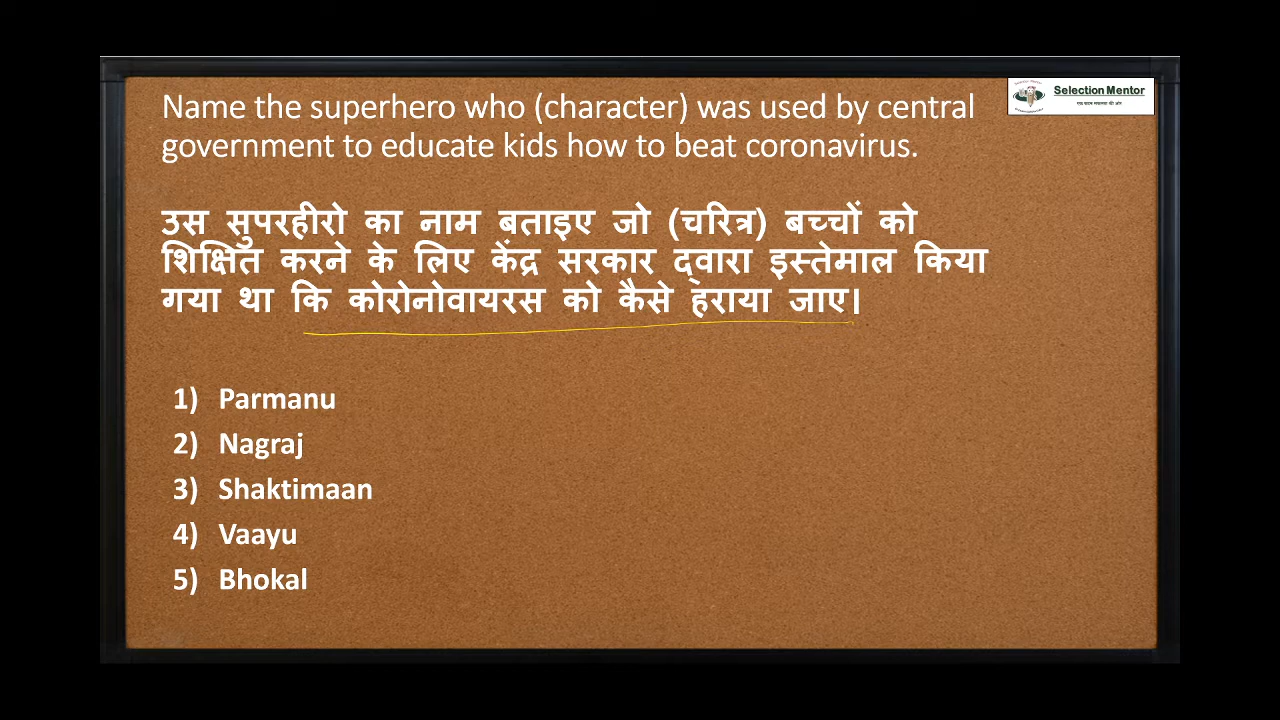 Selection Mentor
Name the superhero who (character) was used by central
government to educate kids how to beat coronavirus.
उस सुपरहीरो का नाम बताइए जो (चरित्र) बच्चों को
शिक्षित करने के लिए केंद्र सरकार द्वारा इस्तेमाल किया
गया था कि कोरोनोवायरस को कैसे हराया जाए।
1) Parmanu
2) Nagraj
3) Shaktimaan
4) Vaayu
5) Bhokal